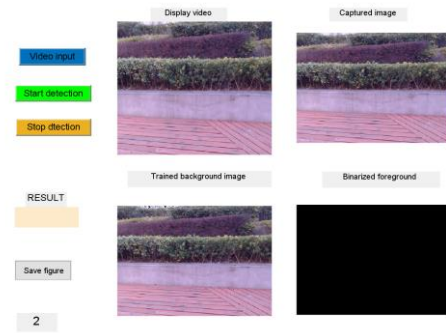 Display video
Captured image
Video input
Start detection
Stop dtection
Trained background image
Binarized foreground
RESULT
Save figure
2